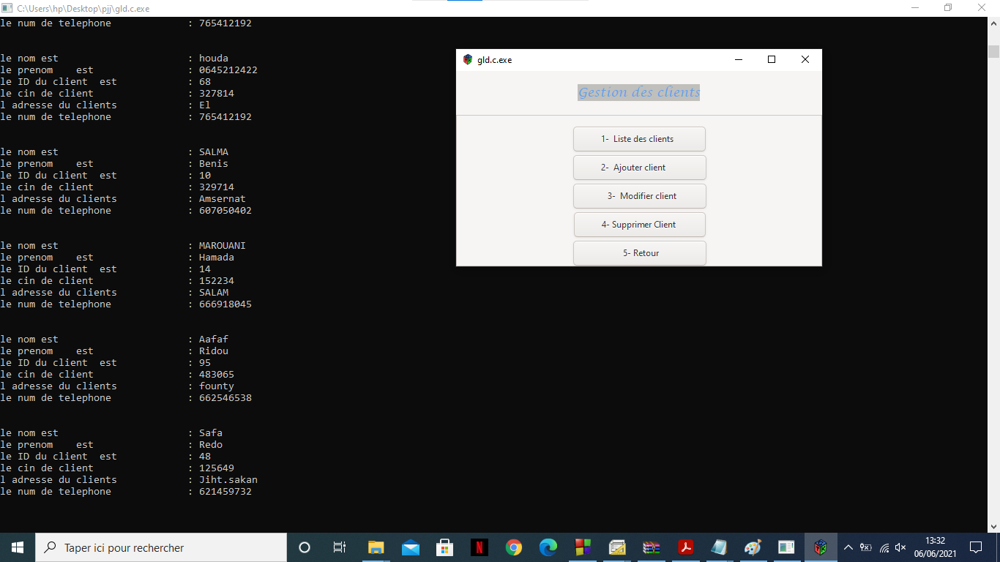 C:\Users\hp\Desktop\pjj\gld.c.exe
le num de telephone : 765412192
le nom est : houda
le prenom est : 0645212422
le ID du client est : 68
le cin de client : 327814
l adresse du clients : El
le num de telephone : 765412192
le nom est : SALMA
le prenom est : Benis
le ID du client est : 10
le cin de client : 329714
l adresse du clients : Amsernat
le num de telephone : 607050402
le nom est : MAROUANI
le prenom est : Hamada
le ID du client est : 14
le cin de client : 152234
l adresse du clients : SALAM
le num de telephone : 666918045
le nom est : Aafaf
le prenom est : Ridou
le ID du client est : 95
le cin de client : 483065
l adresse du clients : founty
le num de telephone : 662546538
le nom est : Safa
le prenom est : Redo
le ID du client est : 48
le cin de client : 125649
l adresse du clients : Jiht.sakan
le num de telephone : 621459732
gld.c.exe
Gestion des clients
1- Liste des clients
2- Ajouter client
3- Modifier client
4- Supprimer Client
5- Retour
Taper ici pour rechercher
N
13:32
06/06/2021